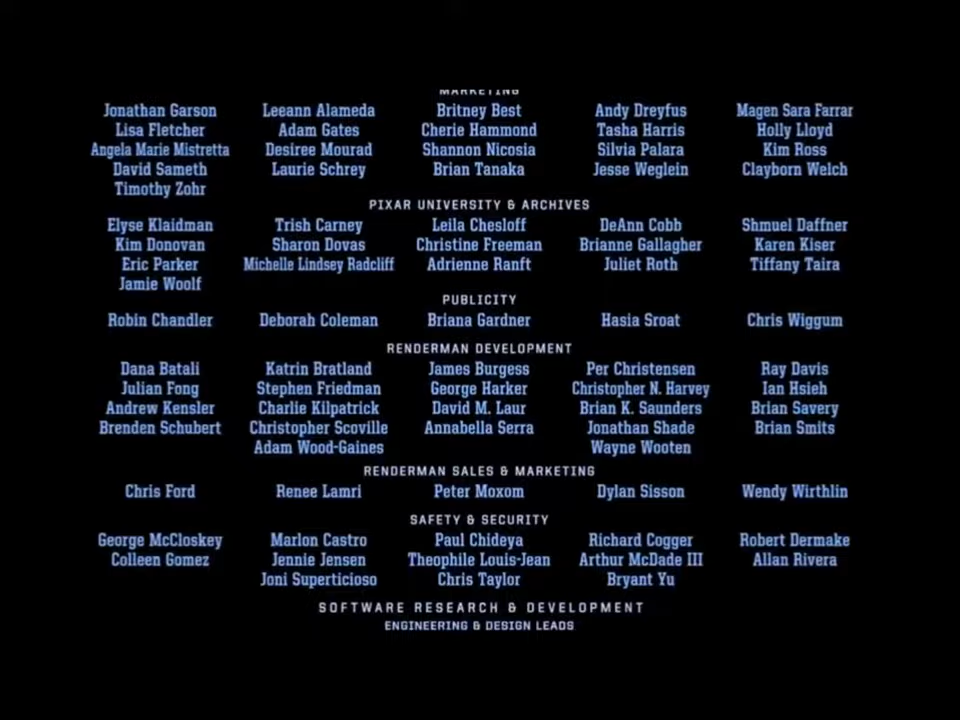 MARKETING
Jonathan Garson Leeann Alameda Britney Best Andy Dreyfus Magen Sara Farrar
Lisa Fletcher Adam Gates Cherie Hammond Tasha Harris Holly Lloyd
Angela Marie Mistretta Desiree Mourad Shannon Nicosia Silvia Palara Kim Ross
David Sameth Laurie Schrey Brian Tanaka Jesse Weglein Clayborn Welch
Timothy Zohr
PIXAR UNIVERSITY & ARCHIVES
Elyse Klaidman Trish Carney Leila Chesloff DeAnn Cobb Shmuel Daffner
Kim Donovan Sharon Dovas Christine Freeman Brianne Gallagher Karen Kiser
Eric Parker Michelle Lindsey Radcliff Adrienne Ranft Juliet Roth Tiffany Taira
Jamie Woolf
PUBLICITY
Robin Chandler Deborah Coleman Briana Gardner Hasia Sroat Chris Wiggum
RENDERMAN DEVELOPMENT
Dana Batali Katrin Bratland James Burgess Per Christensen Ray Davis
Julian Fong Stephen Friedman George Harker Christopher N. Harvey Ian Hsieh
Andrew Kensler Charlie Kilpatrick David M. Laur Brian K. Saunders Brian Savery
Brenden Schubert Christopher Scoville Annabella Serra Jonathan Shade Brian Smits
Adam Wood-Gaines Wayne Wooten
RENDERMAN SALES & MARKETING
Chris Ford Renee Lamri Peter Moxom Dylan Sisson Wendy Wirthlin
SAFETY & SECURITY
George McCloskey Marlon Castro Paul Chideya Richard Cogger Robert Dermake
Colleen Gomez Jennie Jensen Theophile Louis-Jean Arthur McDade III Allan Rivera
Joni Superticioso Chris Taylor Bryant Yu
SOFTWARE RESEARCH & DEVELOPMENT
ENGINEERING & DESIGN LEADS